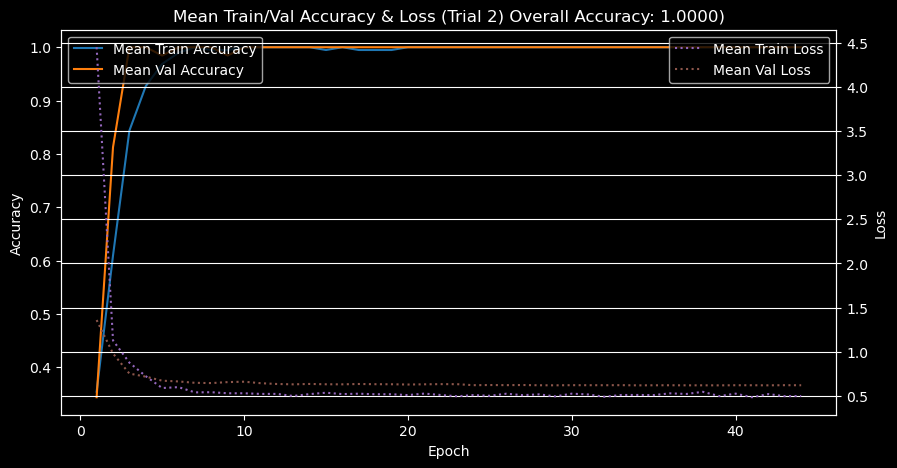 Mean Train/Val Accuracy & Loss (Trial 2) Overall Accuracy: 1.0000)
Mean Train Accuracy
Mean Val Accuracy
Mean Train Loss
Mean Val Loss
Accuracy
1.0
0.9
0.8
0.7
0.6
0.5
0.4
Loss
4.5
4.0
3.5
3.0
2.5
2.0
1.5
1.0
0.5
0 10 20 30 40
Epoch